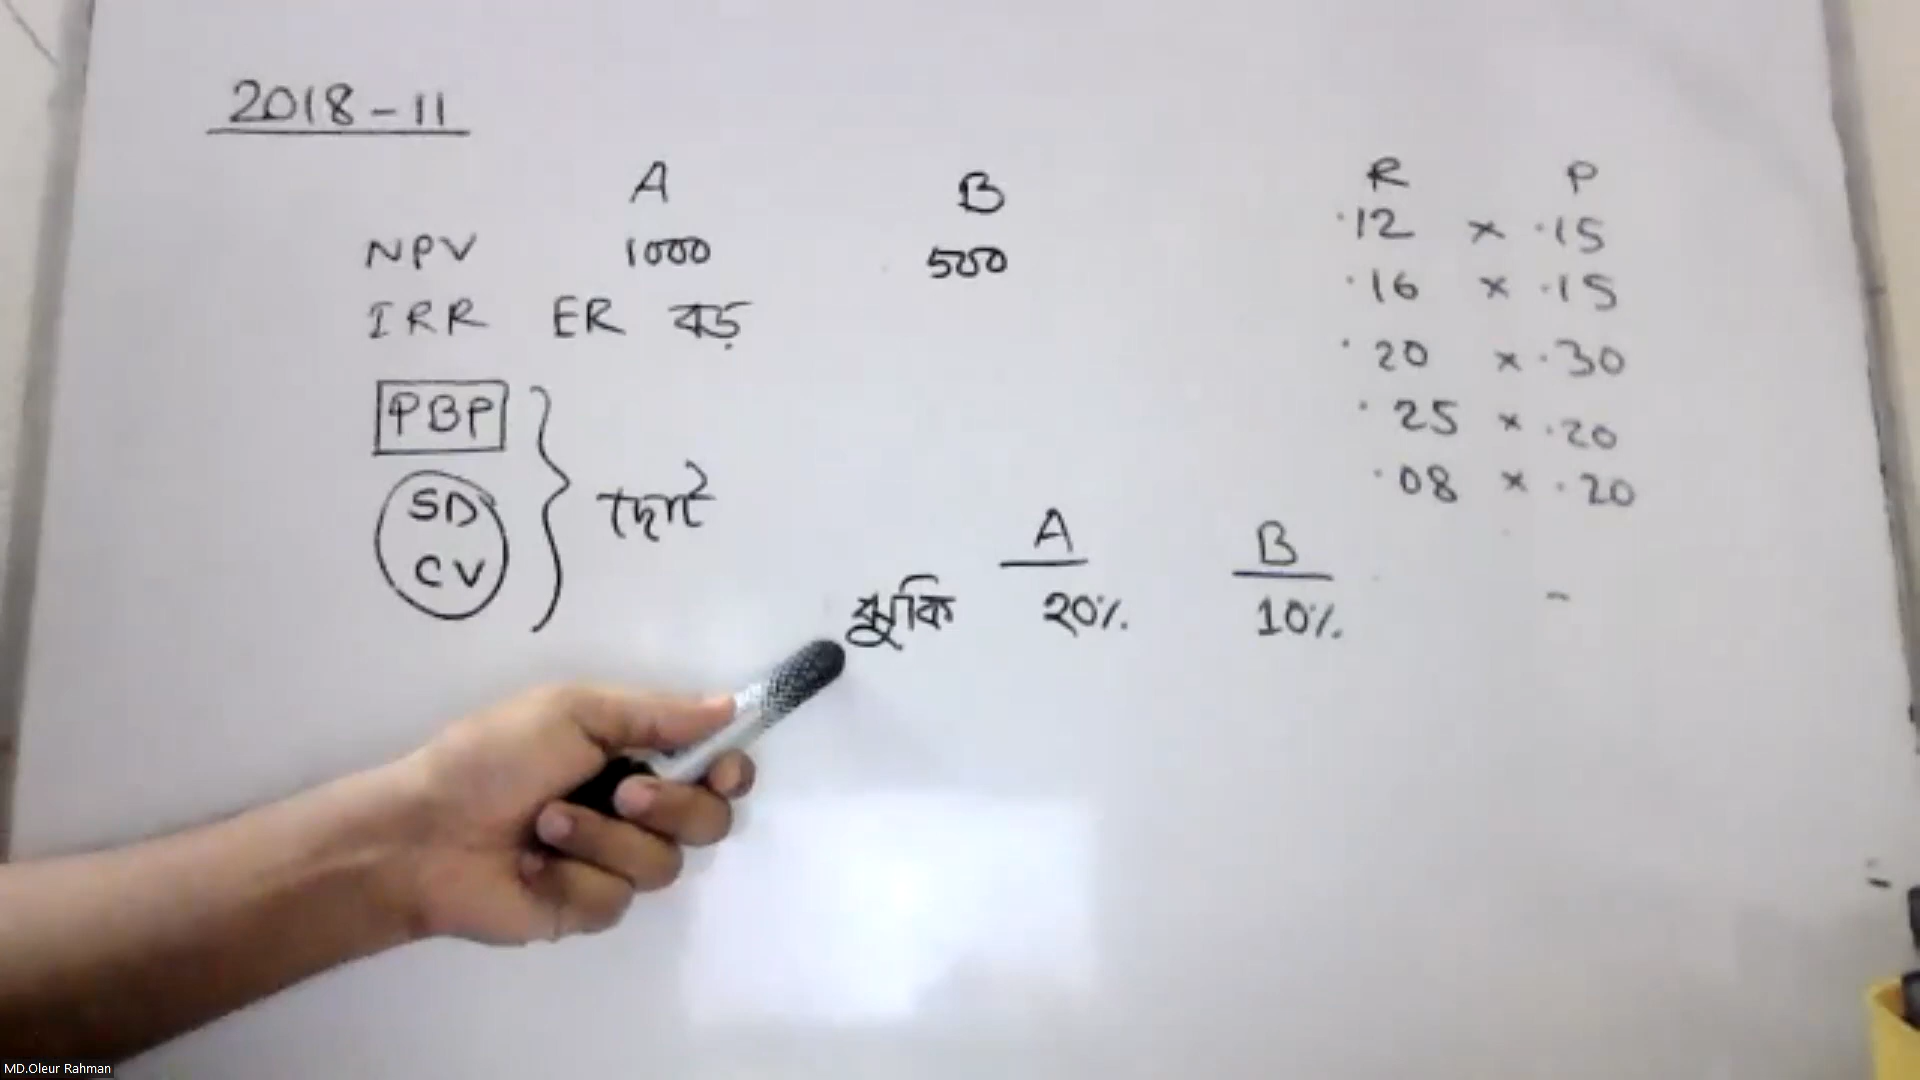 2018-11
A B
NPV 1000 500
IRR ER বড়
PBP
SD
CV
ছোট
R P
.12 × .15
.16 × .15
.20 × .30
.25 × .20
.08 × .20
A B
ঝুকি 20% 10%
MD.Oleur Rahman